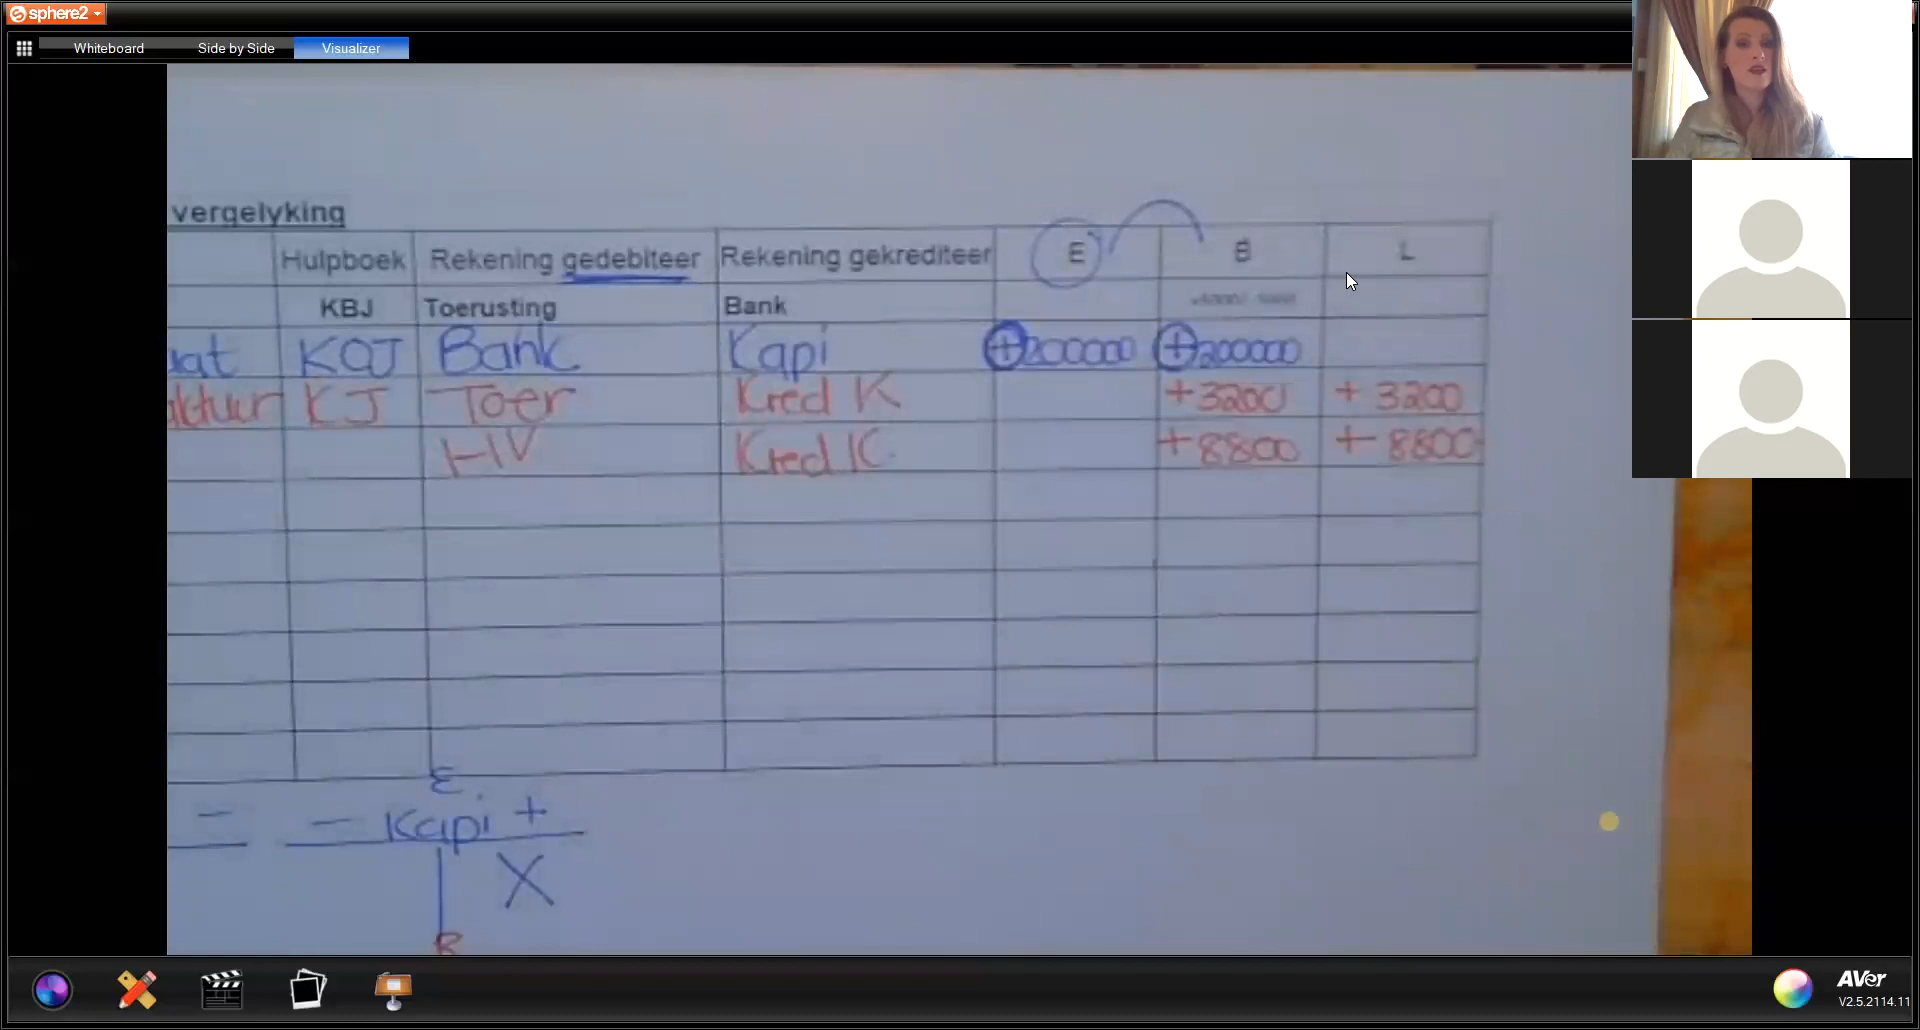 sphere2
Whiteboard Side by Side Visualizer
vergelyking
Hulpboek Rekening gedebiteer Rekening gekrediteer E B L
KBJ Toerusting Bank
KOJ Bank Kapi +200000 +200000
KJ Toer Kred K +3200 +3200
HV Kred K +8800 +8800
E
- - Kapi +
X
B
AVer
V2.5.2114.11